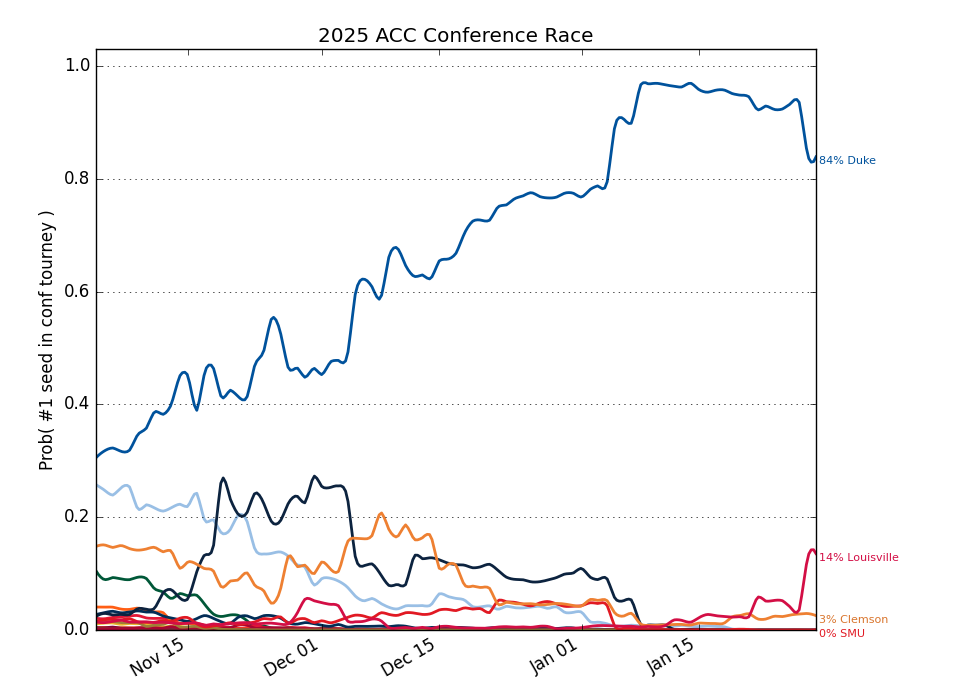 2025 ACC Conference Race
Prob( #1 seed in conf tourney )
1.0
0.8
0.6
0.4
0.2
0.0
Nov 15
Dec 01
Dec 15
Jan 01
Jan 15
84% Duke
14% Louisville
3% Clemson
0% SMU